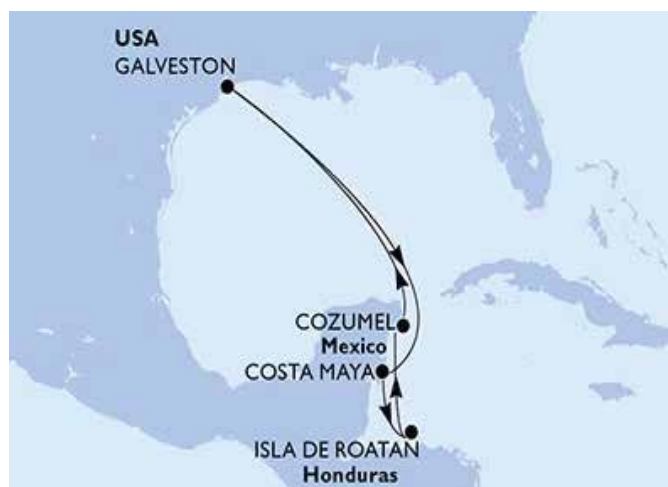 USA
GALVESTON
COZUMEL
Mexico
COSTA MAYA
ISLA DE ROATAN
Honduras